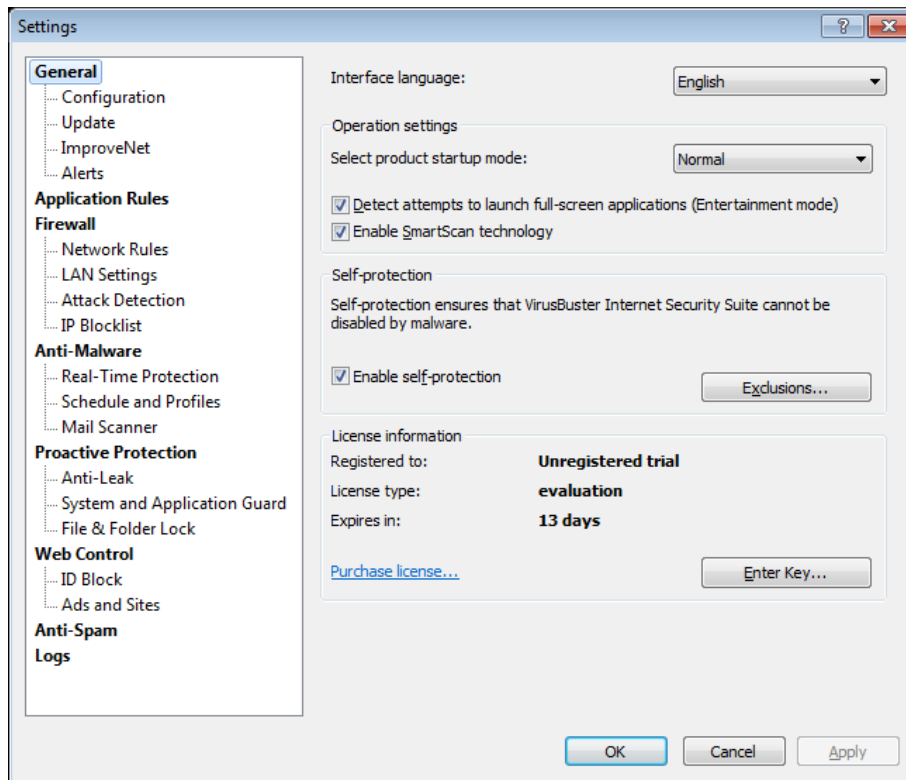 Settings
General
Configuration
Update
ImproveNet
Alerts
Application Rules
Firewall
Network Rules
LAN Settings
Attack Detection
IP Blocklist
Anti-Malware
Real-Time Protection
Schedule and Profiles
Mail Scanner
Proactive Protection
Anti-Leak
System and Application Guard
File & Folder Lock
Web Control
ID Block
Ads and Sites
Anti-Spam
Logs
Interface language: English
Operation settings
Select product startup mode: Normal
Detect attempts to launch full-screen applications (Entertainment mode)
Enable SmartScan technology
Self-protection
Self-protection ensures that VirusBuster Internet Security Suite cannot be
disabled by malware.
Enable self-protection
Exclusions...
License information
Registered to: Unregistered trial
License type: evaluation
Expires in: 13 days
Purchase license... Enter Key...
OK Cancel Apply